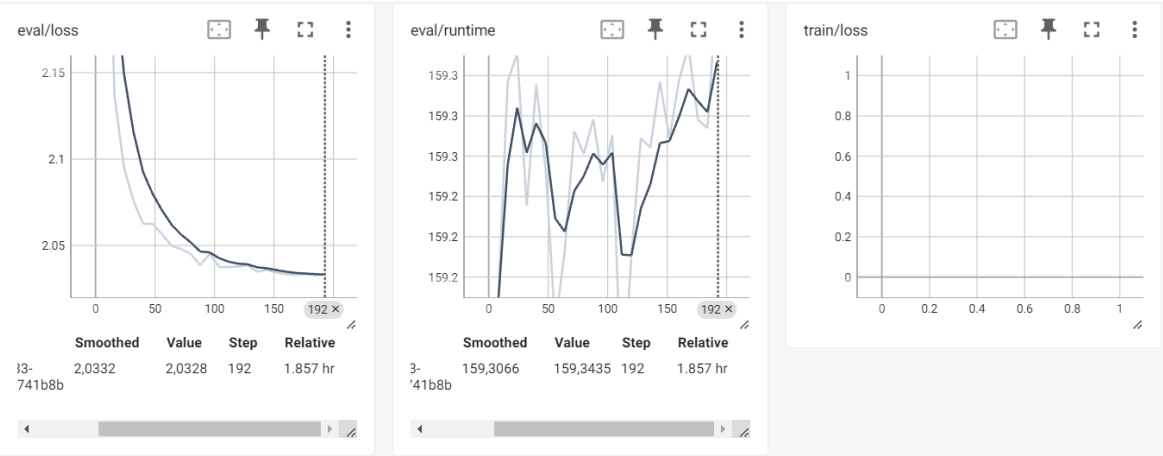 eval/loss
2.15
2.1
2.05
0 50 100 150 192 ×
Smoothed Value Step Relative
33- 2,0332 2,0328 192 1.857 hr
741b8b
eval/runtime
159.3
159.3
159.3
159.2
159.2
159.2
0 50 100 150 192 ×
Smoothed Value Step Relative
3- 159,3066 159,3435 192 1.857 hr
741b8b
train/loss
1
0.8
0.6
0.4
0.2
0
0 0.2 0.4 0.6 0.8 1